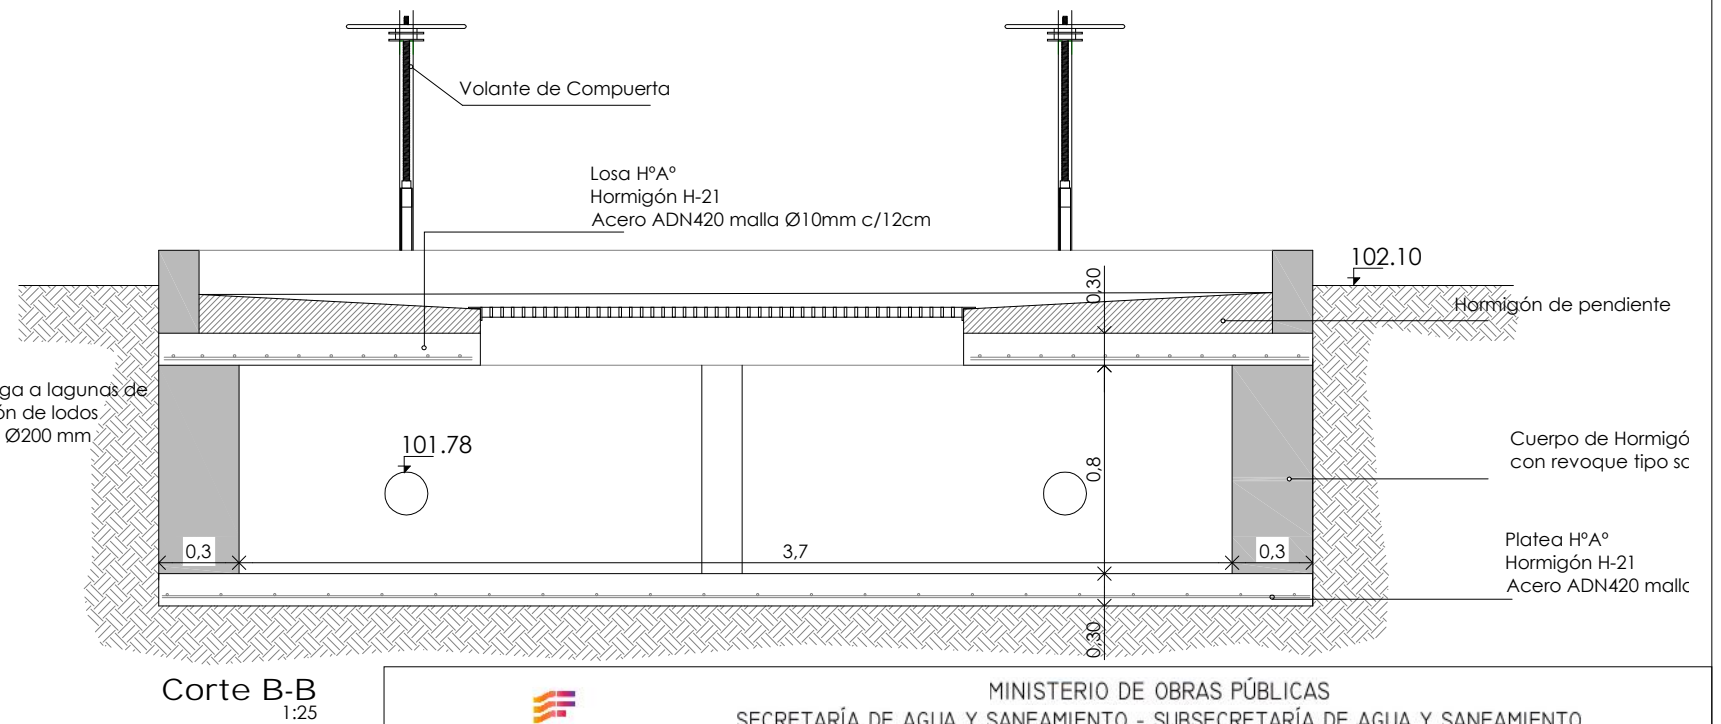 Volante de Compuerta
Losa HºAº
Hormigón H-21
Acero ADN420 malla Ø10mm c/12cm
102.10
0,30
Hormigón de pendiente
ga a lagunas de
ón de lodos
Ø200 mm
101.78
0,8
Cuerpo de Hormigó
con revoque tipo sc
0,3
3,7
0,3
Platea HºAº
Hormigón H-21
Acero ADN420 mallc
0,30
Corte B-B
1:25
MINISTERIO DE OBRAS PÚBLICAS
SECRETARÍA DE AGUA Y SANEAMIENTO - SUBSECRETARÍA DE AGUA Y SANEAMIENTO